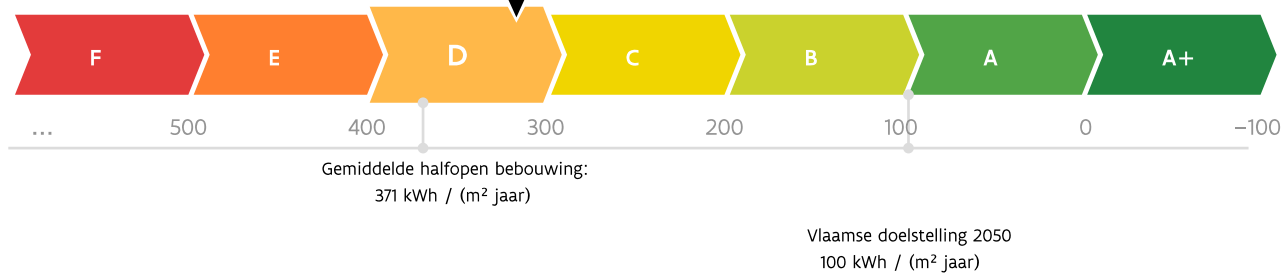 F E D C B A A+
... 500 400 300 200 100 0 −100
Gemiddelde halfopen bebouwing:
371 kWh / (m² jaar)
Vlaamse doelstelling 2050
100 kWh / (m² jaar)